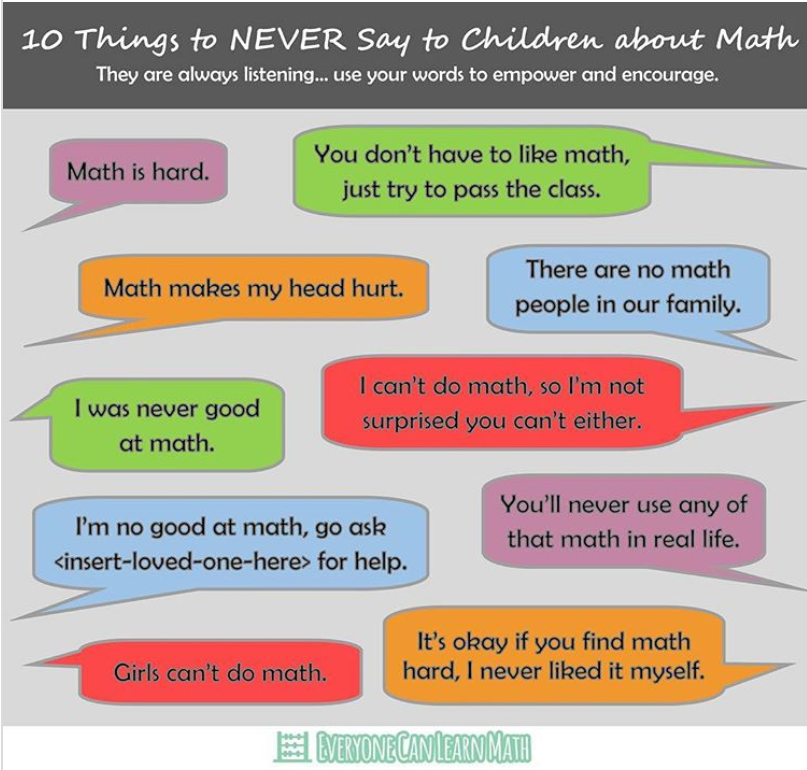 10 Things to NEVER Say to Children about Math
They are always listening... use your words to empower and encourage.
Math is hard.
You don't have to like math,
just try to pass the class.
Math makes my head hurt.
There are no math
people in our family.
I was never good
at math.
I can't do math, so I'm not
surprised you can't either.
I'm no good at math, go ask
<insert-loved-one-here> for help.
You'll never use any of
that math in real life.
Girls can't do math.
It's okay if you find math
hard, I never liked it myself.
EVERYONE CAN LEARN MATH